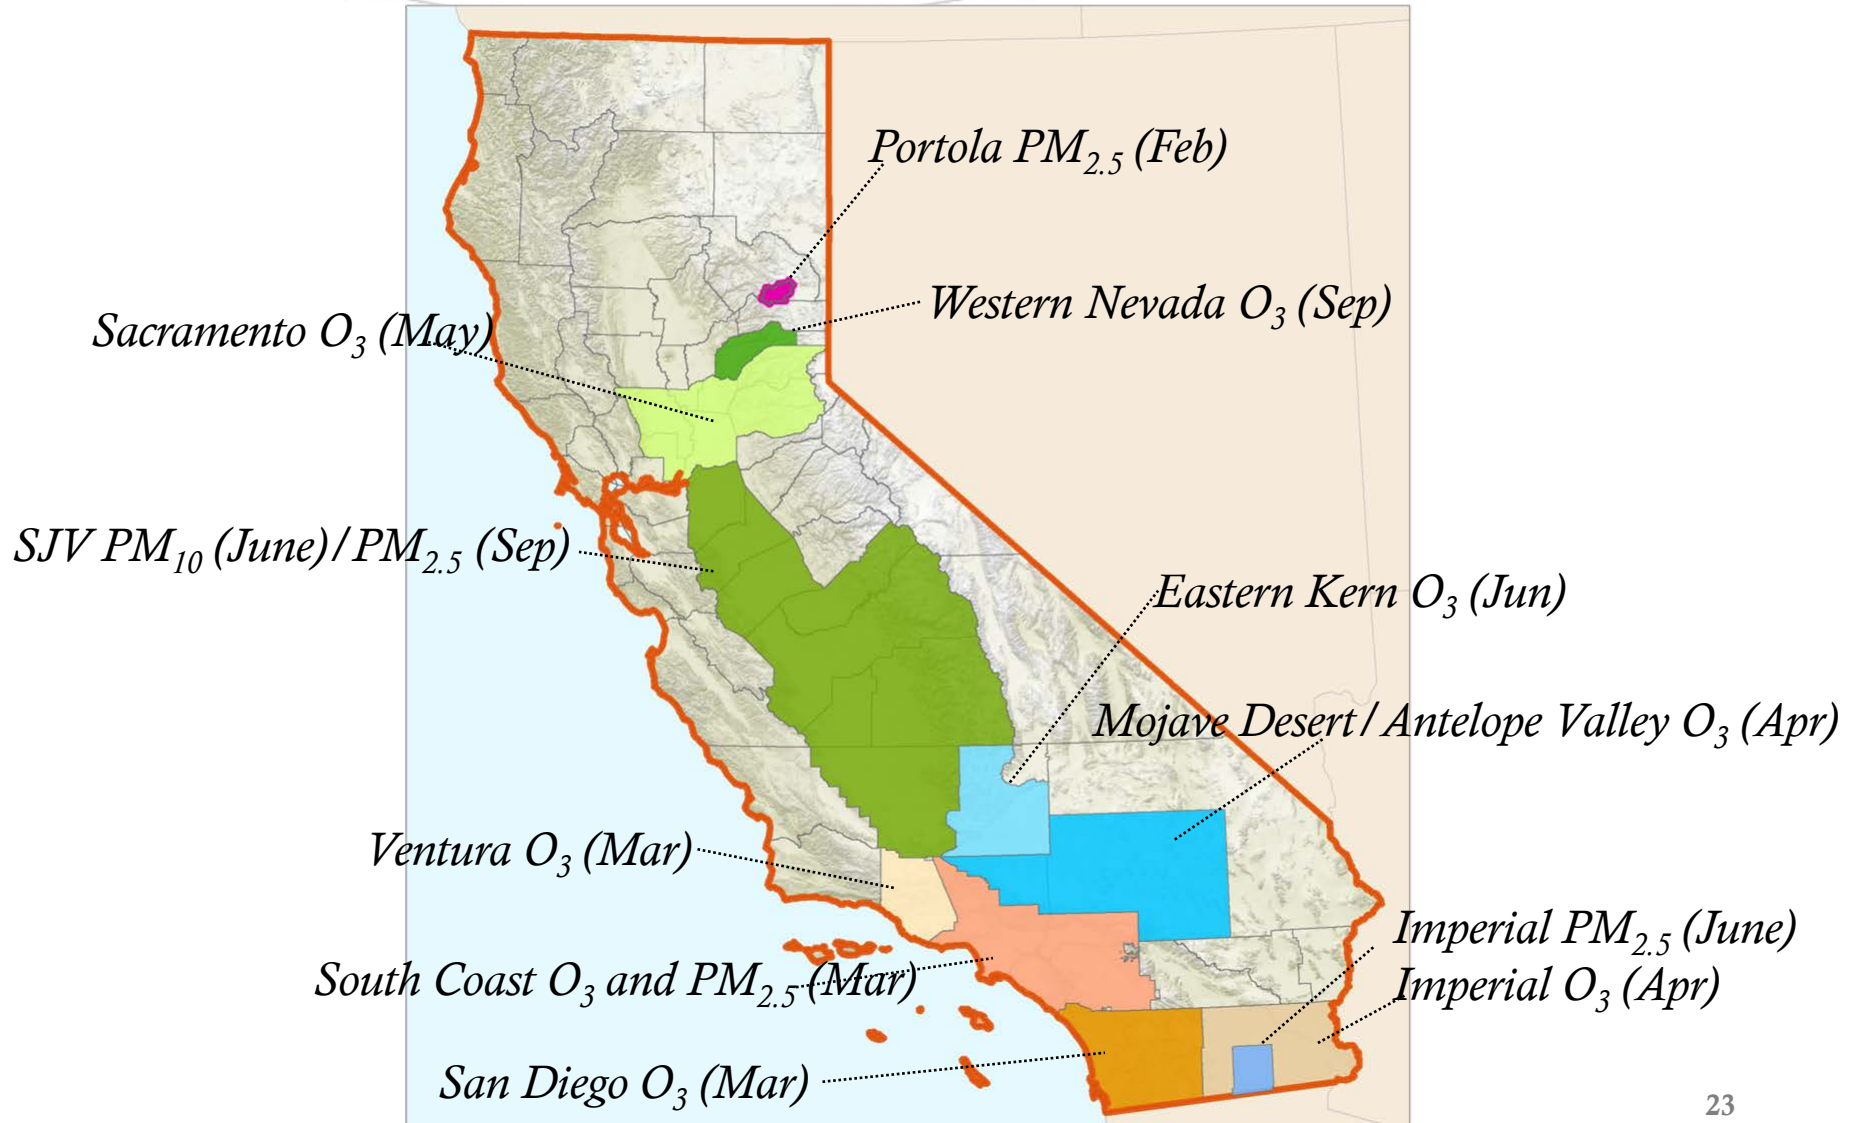 Portola PM₂.₅ (Feb)
Western Nevada O₃ (Sep)
Sacramento O₃ (May)
SJV PM₁₀ (June)/PM₂.₅ (Sep)
Eastern Kern O₃ (Jun)
Mojave Desert/Antelope Valley O₃ (Apr)
Ventura O₃ (Mar)
Imperial PM₂.₅ (June)
South Coast O₃ and PM₂.₅ (Mar)
Imperial O₃ (Apr)
San Diego O₃ (Mar)
23